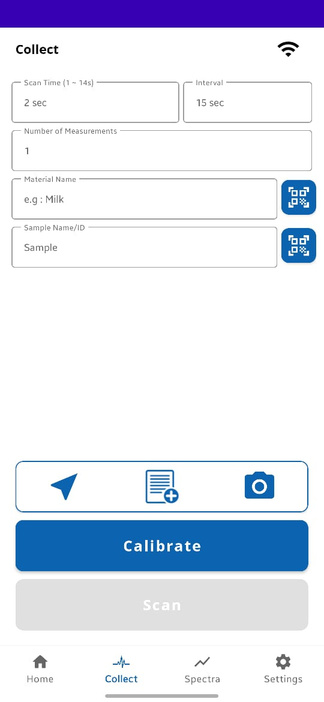 Collect
Scan Time (1 ~ 14s)
Interval
2 sec
15 sec
Number of Measurements
1
Material Name
e.g : Milk
Sample Name/ID
Sample
Calibrate
Scan
Home
Collect
Spectra
Settings